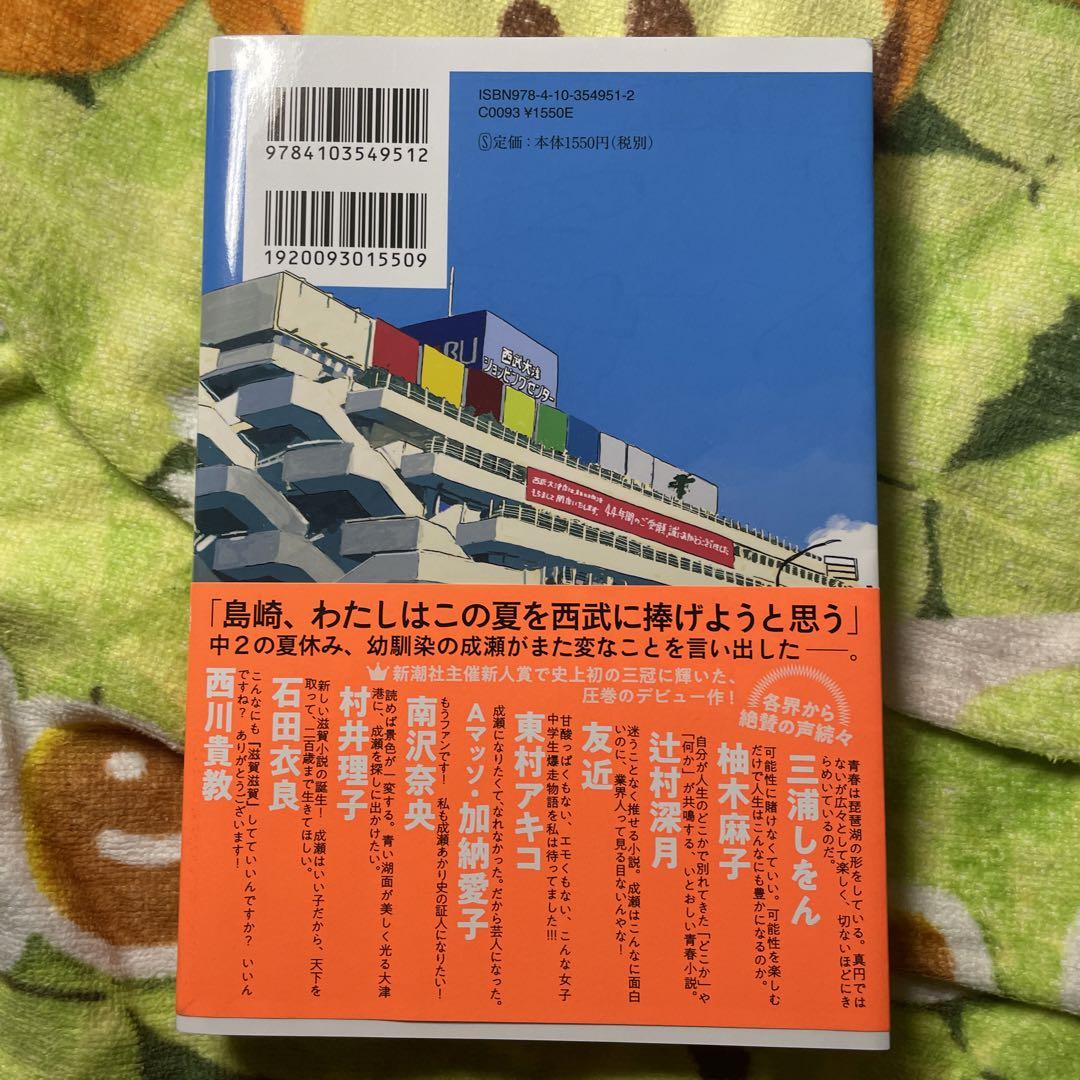 ISBN978-4-10-354951-2
C0093 ¥1550E
Ⓢ定価：本体1550円（税別）
9784103549512
1920093015509
BU
西武大津
ショッピングセンター
44年間のご愛顧、誠にありがとうございました。
「島崎、わたしはこの夏を西武に捧げようと思う」
中２の夏休み、幼馴染の成瀬がまた変なことを言い出した――。
新潮社主催新人賞で史上初の三冠に輝いた、
圧巻のデビュー作！
各界から
絶賛の声続々
青春は琵琶湖の形をしている。真円では
ないが広々として楽しく、切ないほどにき
らめいているのだ。
三浦しをん
可能性に賭けなくていい。可能性を楽しむ
だけで人生はこんなにも豊かになるのか。
柚木麻子
自分が人生のどこかで別れてきた「どこか」や
「何か」が共鳴する、いとおしい青春小説。
辻村深月
迷うことなく推せる小説。成瀬はこんなに面白
いのに、業界人って見る目ないんやな！
友近
甘酸っぱくもない、エモくもない、こんな女子
中学生爆走物語を私は待ってました!!!
東村アキコ
成瀬になりたくて、なれなかった。だから芸人になった。
Aマッソ・加納愛子
もうファンです！　私も成瀬あかり史の証人になりたい！
南沢奈央
読めば景色が一変する。青い湖面が美しく光る大津
港に、成瀬を探しに出かけたい。
村井理子
新しい滋賀小説の誕生！　成瀬はいい子だから、天下を
取って、二百歳まで生きてほしい。
石田衣良
こんなにも「滋賀滋賀」してていいんですか？　いいん
ですね？　ありがとうございます！
西川貴教